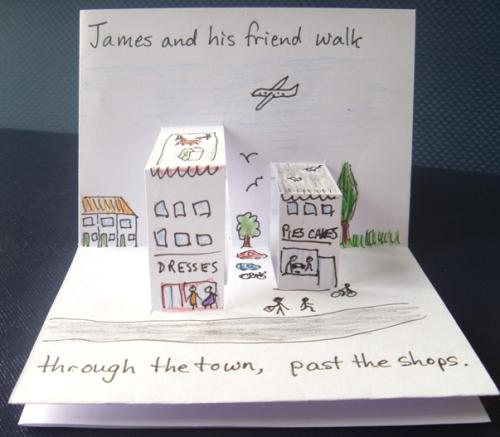 James and his friend walk
PIES CAKES
DRESSES
through the town, past the shops.